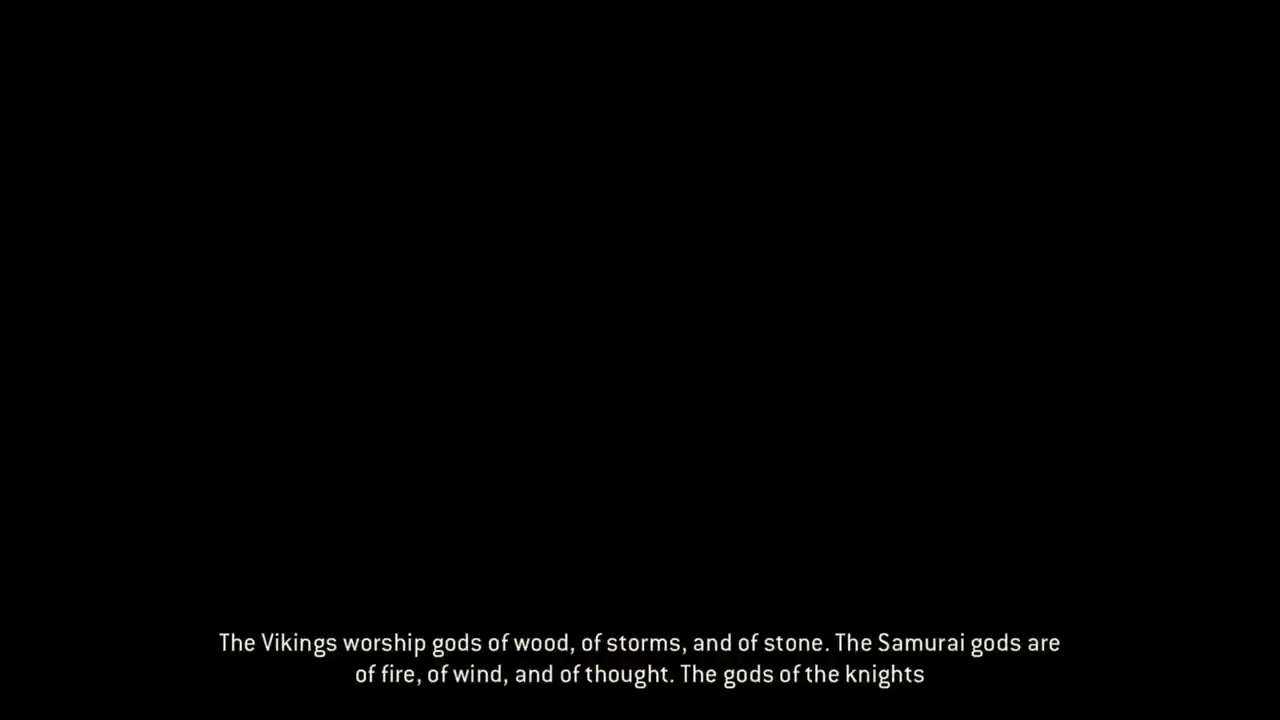 The Vikings worship gods of wood, of storms, and of stone. The Samurai gods are
of fire, of wind, and of thought. The gods of the knights